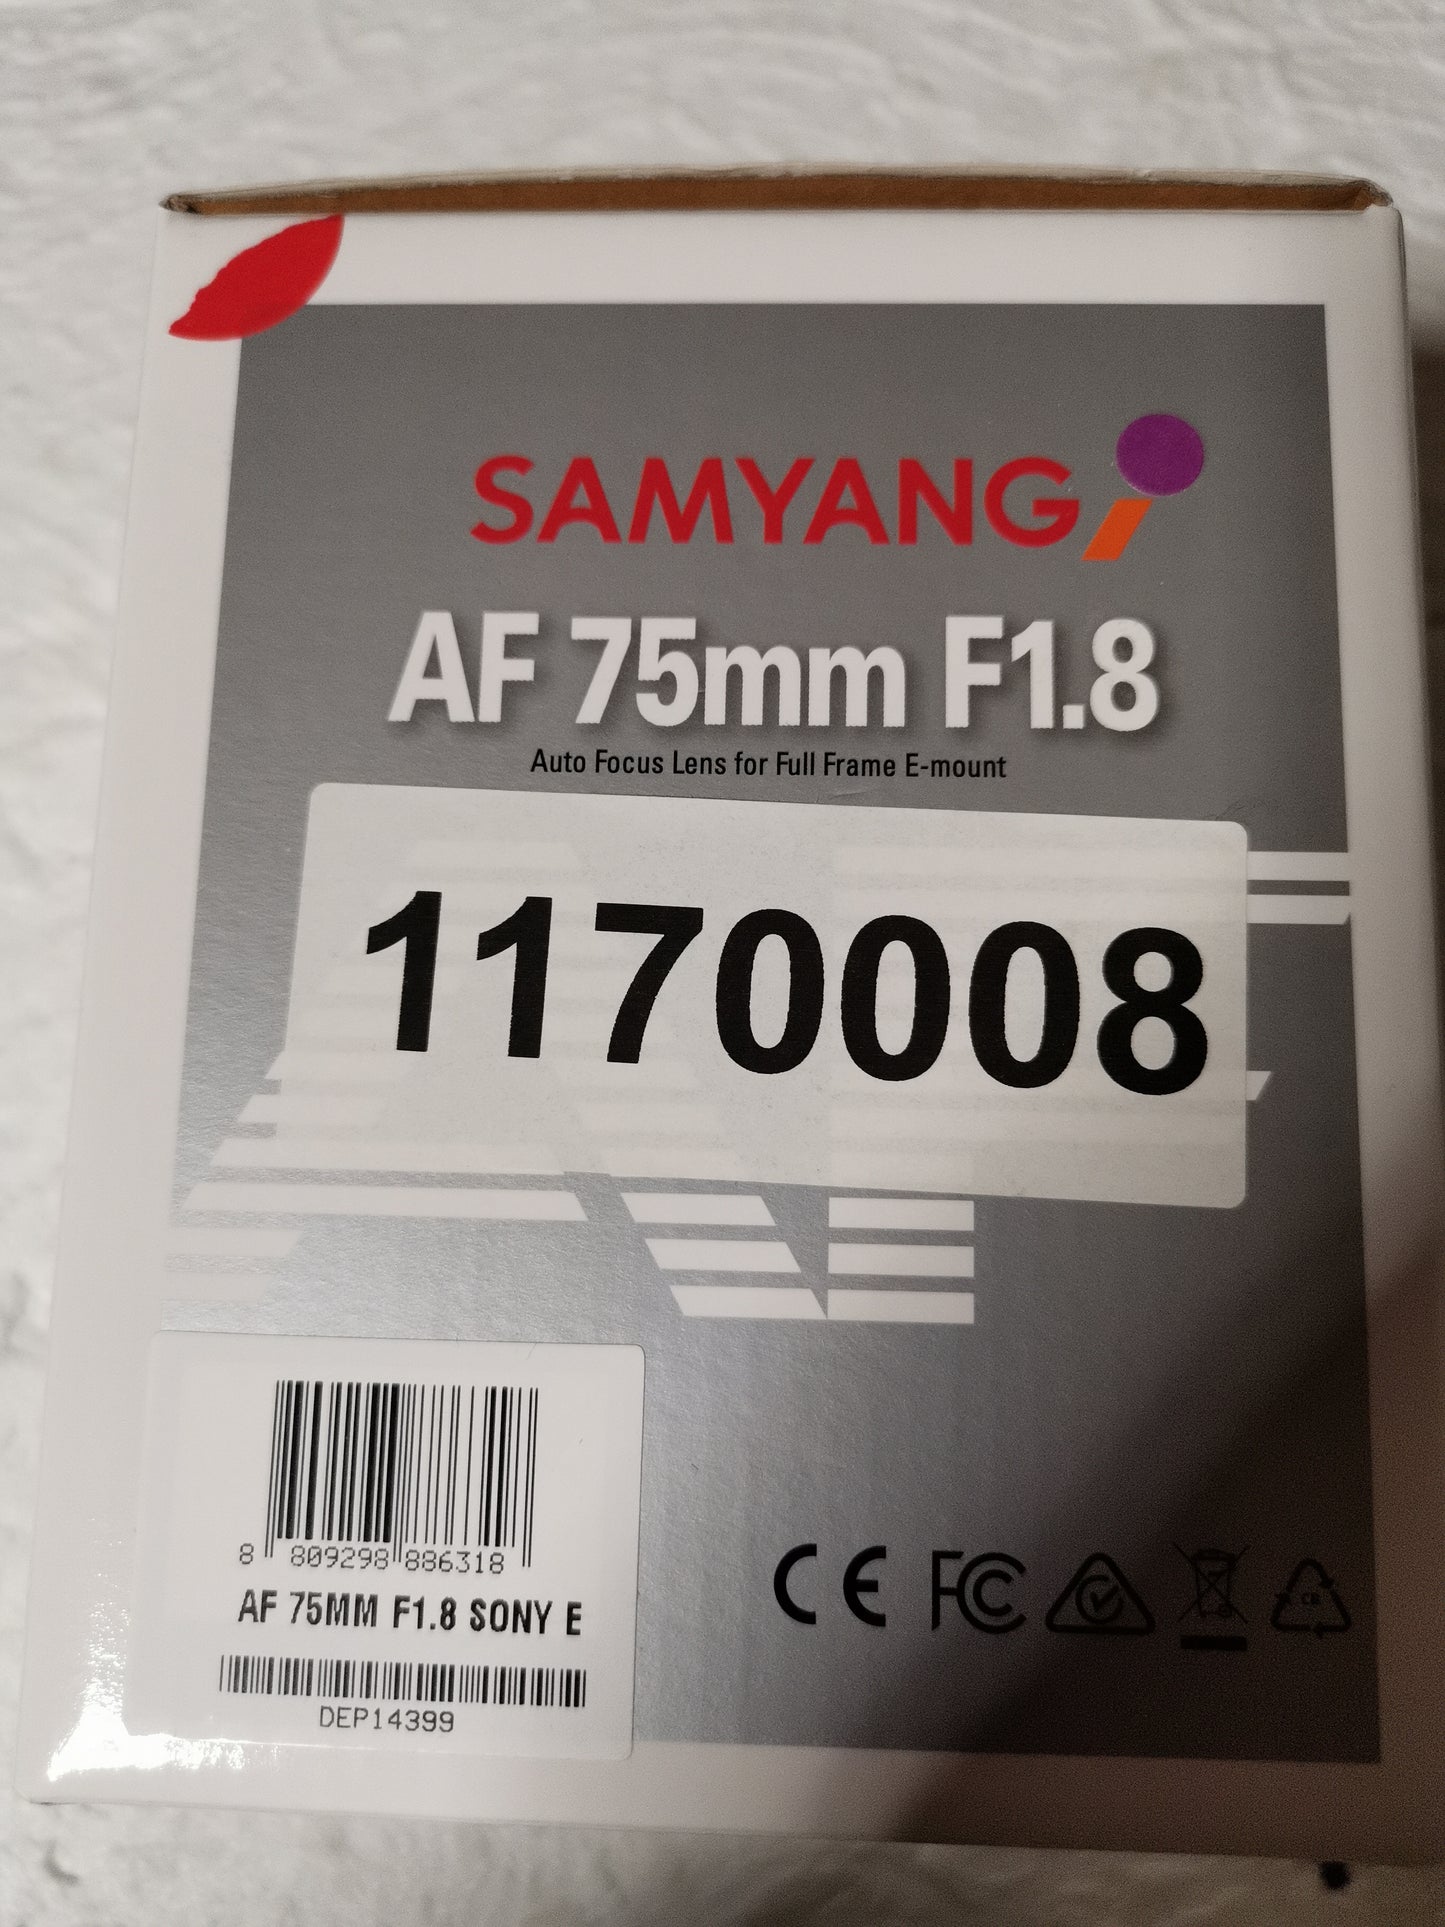 SAMYANG
AF 75mm F1.8
Auto Focus Lens for Full Frame E-mount
1170008
8 809298 886318
AF 75MM F1.8 SONY E
DEP14399
CE FC